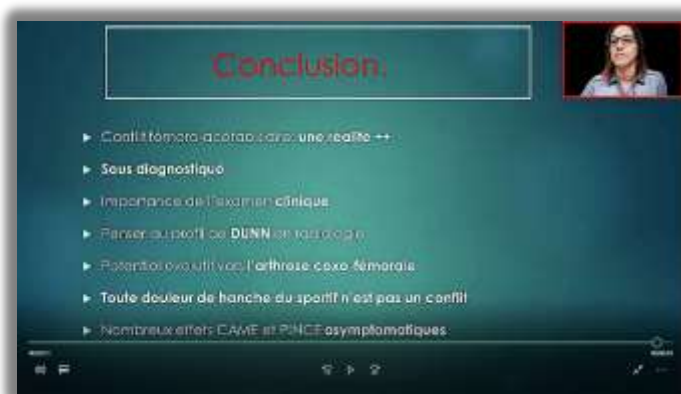 Conclusion:
Conflit fémoro-acétabulaire: une réalité ++
Sous diagnostiqué
Importance de l'examen clinique
Penser au profil de DUNN en radiologie
Potentiel évolutif vers l'arthrose coxo-fémorale
Toute douleur de hanche du sportif n'est pas un conflit
Nombreux effets CAME et PINCE asymptomatiques